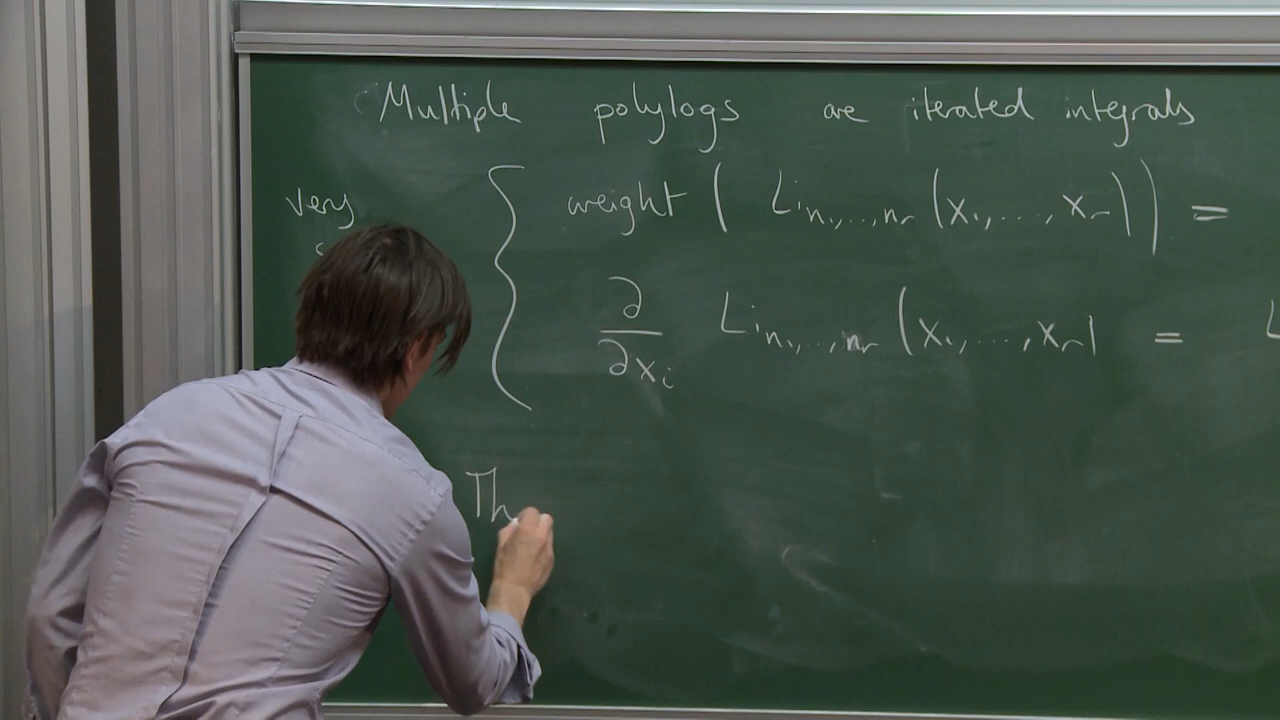 Multiple polylogs are iterated integrals
very
weight ( Li_{n_1,...,n_r} (x_1,...,x_r) ) =
∂/∂x_i Li_{n_1,...,n_r} (x_1,...,x_r) = L
Th